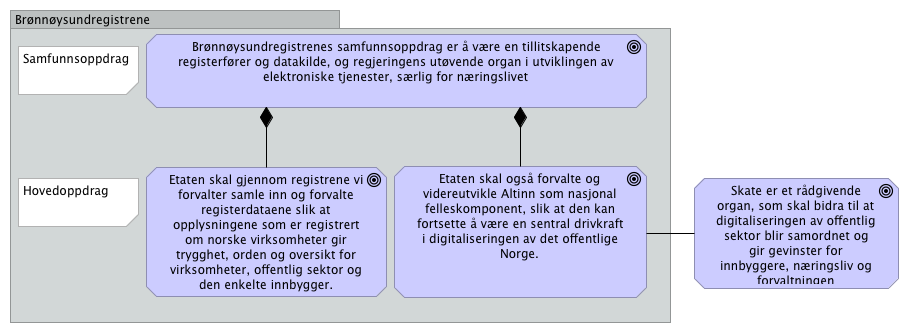 Brønnøysundregistrene
Samfunnsoppdrag
Brønnøysundregistrenes samfunnsoppdrag er å være en tillitskapende
registerfører og datakilde, og regjeringens utøvende organ i utviklingen av
elektroniske tjenester, særlig for næringslivet
Hovedoppdrag
Etaten skal gjennom registrene vi
forvalter samle inn og forvalte
registerdataene slik at
opplysningene som er registrert
om norske virksomheter gir
trygghet, orden og oversikt for
virksomheter, offentlig sektor og
den enkelte innbygger.
Etaten skal også forvalte og
videreutvikle Altinn som nasjonal
felleskomponent, slik at den kan
fortsette å være en sentral drivkraft
i digitaliseringen av det offentlige
Norge.
Skate er et rådgivende
organ, som skal bidra til at
digitaliseringen av offentlig
sektor blir samordnet og
gir gevinster for
innbyggere, næringsliv og
forvaltningen